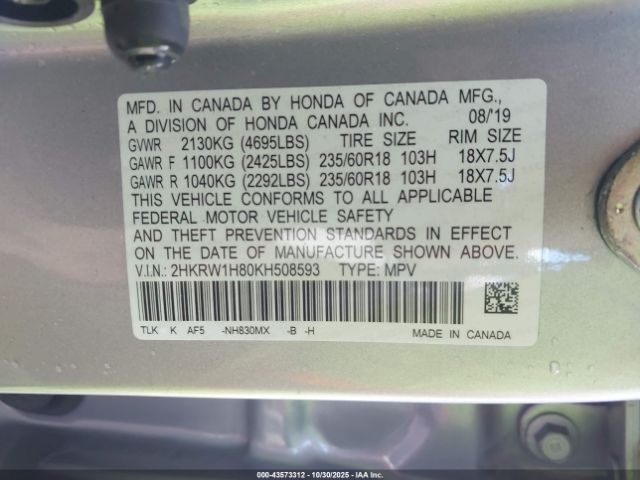 MFD. IN CANADA BY HONDA OF CANADA MFG.,
A DIVISION OF HONDA CANADA INC. 08/'19
GVWR 2130KG (4695LBS) TIRE SIZE RIM SIZE
GAWR F 1100KG (2425LBS) 235/60R18 103H 18X7.5J
GAWR R 1040KG (2292LBS) 235/60R18 103H 18X7.5J
THIS VEHICLE CONFORMS TO ALL APPLICABLE
FEDERAL MOTOR VEHICLE SAFETY
AND THEFT PREVENTION STANDARDS IN EFFECT
ON THE DATE OF MANUFACTURE SHOWN ABOVE.
V.I.N.: 2HKRW1H80KH508593 TYPE: MPV
TLK K AF5 -NH830MX -B -H MADE IN CANADA
000-43573312 | 10/30/2025 | IAA Inc.